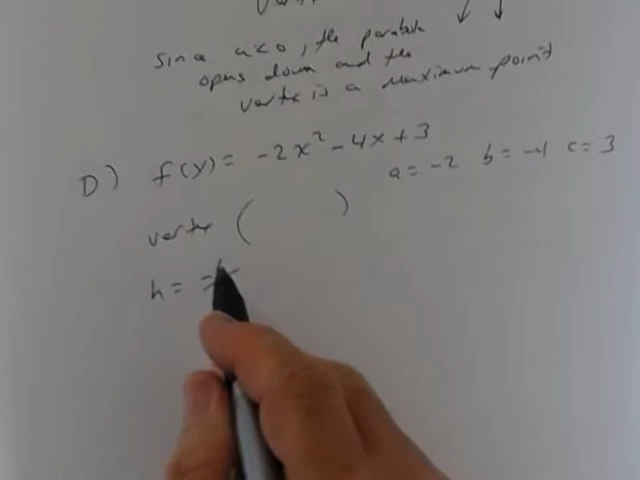 since a<0, the parabola ↓ ↓
opens down and the
vertex is a maximum point
D) f(x) = -2x² - 4x + 3
a = -2 b = -4 c = 3
vertex ( )
h =